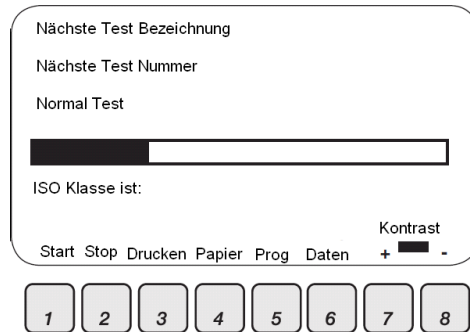 Nächste Test Bezeichnung
Nächste Test Nummer
Normal Test
ISO Klasse ist:
Kontrast
Start Stop Drucken Papier Prog Daten + -
1 2 3 4 5 6 7 8